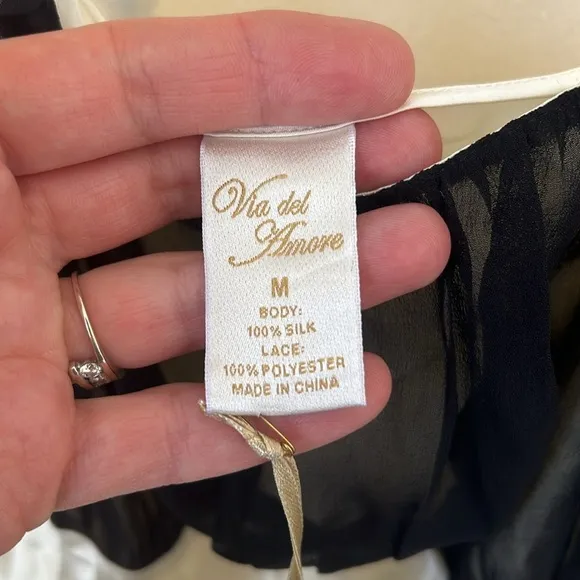 Via del
Amore
M
BODY:
100% SILK
LACE:
100% POLYESTER
MADE IN CHINA